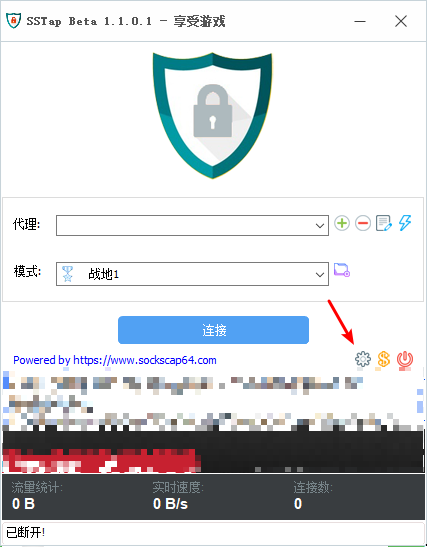 SSTap Beta 1.1.0.1 - 享受游戏
代理:
模式: 战地1
连接
Powered by https://www.sockscap64.com
流量统计: 实时速度: 连接数:
0 B 0 B/s 0
已断开!